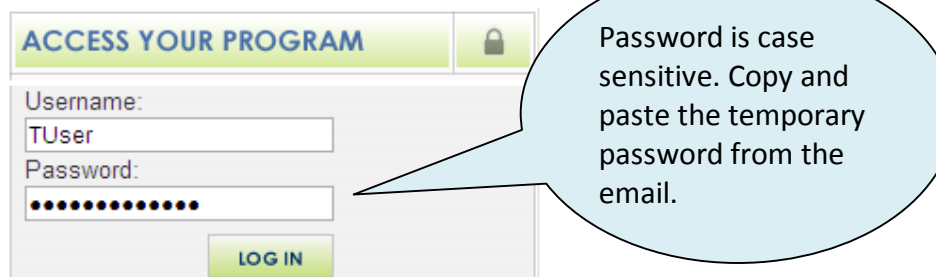 ACCESS YOUR PROGRAM
Username:
TUser
Password:
•••••••••••••
LOG IN
Password is case
sensitive. Copy and
paste the temporary
password from the
email.